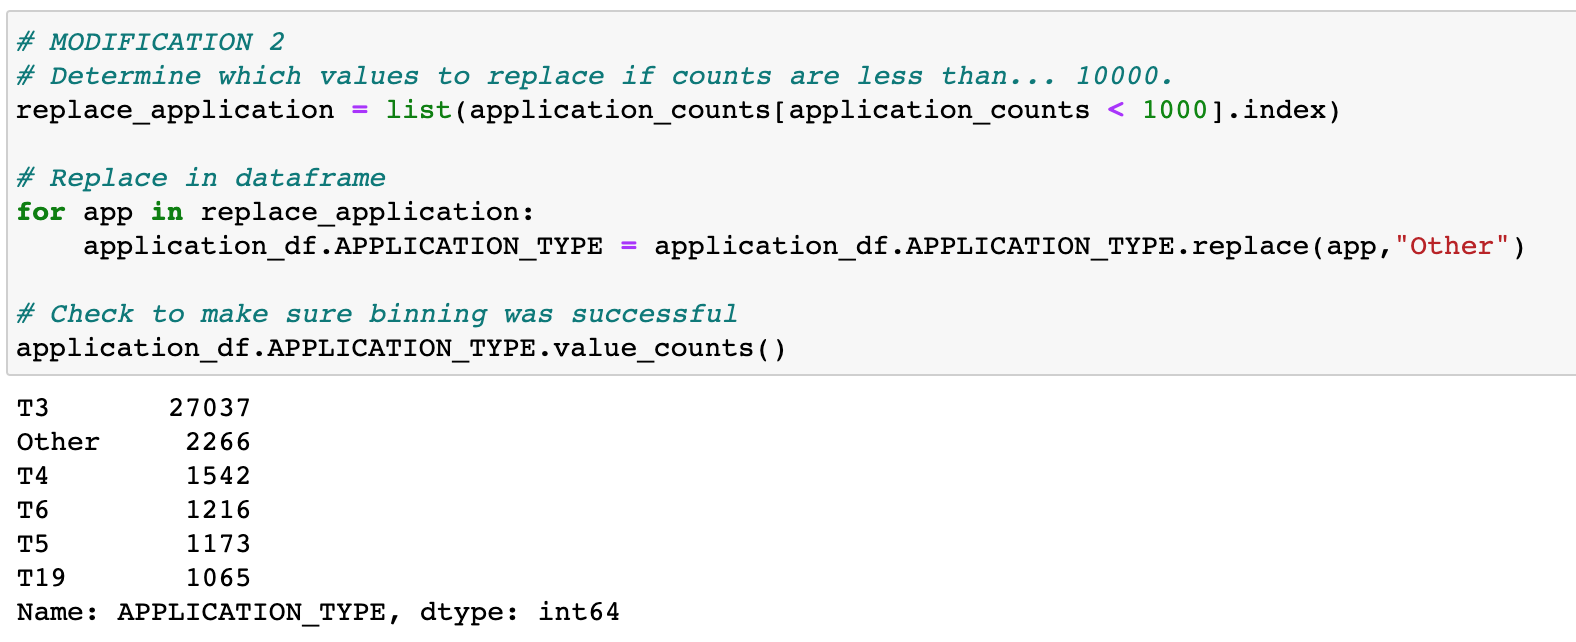 # MODIFICATION 2
# Determine which values to replace if counts are less than... 10000.
replace_application = list(application_counts[application_counts < 1000].index)
# Replace in dataframe
for app in replace_application:
    application_df.APPLICATION_TYPE = application_df.APPLICATION_TYPE.replace(app,"Other")
# Check to make sure binning was successful
application_df.APPLICATION_TYPE.value_counts()
T3       27037
Other     2266
T4        1542
T6        1216
T5        1173
T19       1065
Name: APPLICATION_TYPE, dtype: int64